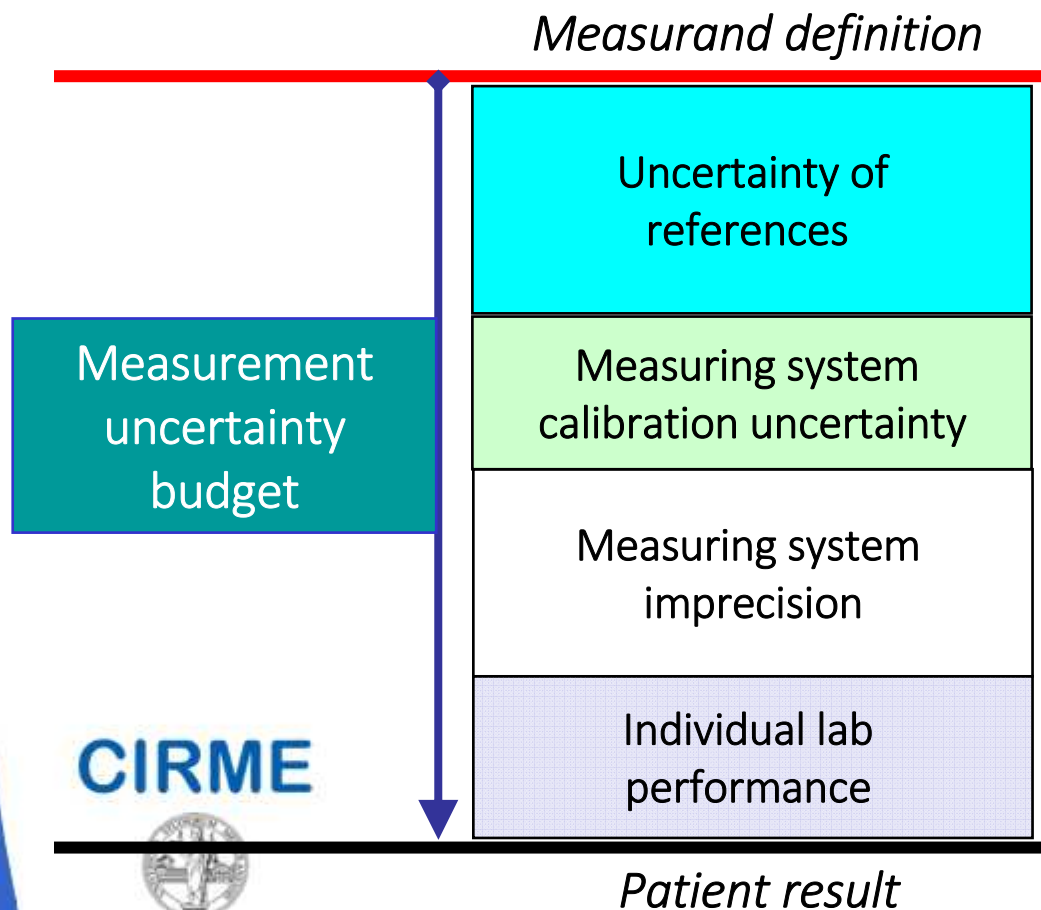 Measurand definition
Uncertainty of
references
Measurement
uncertainty
budget
Measuring system
calibration uncertainty
Measuring system
imprecision
Individual lab
performance
CIRME
Patient result